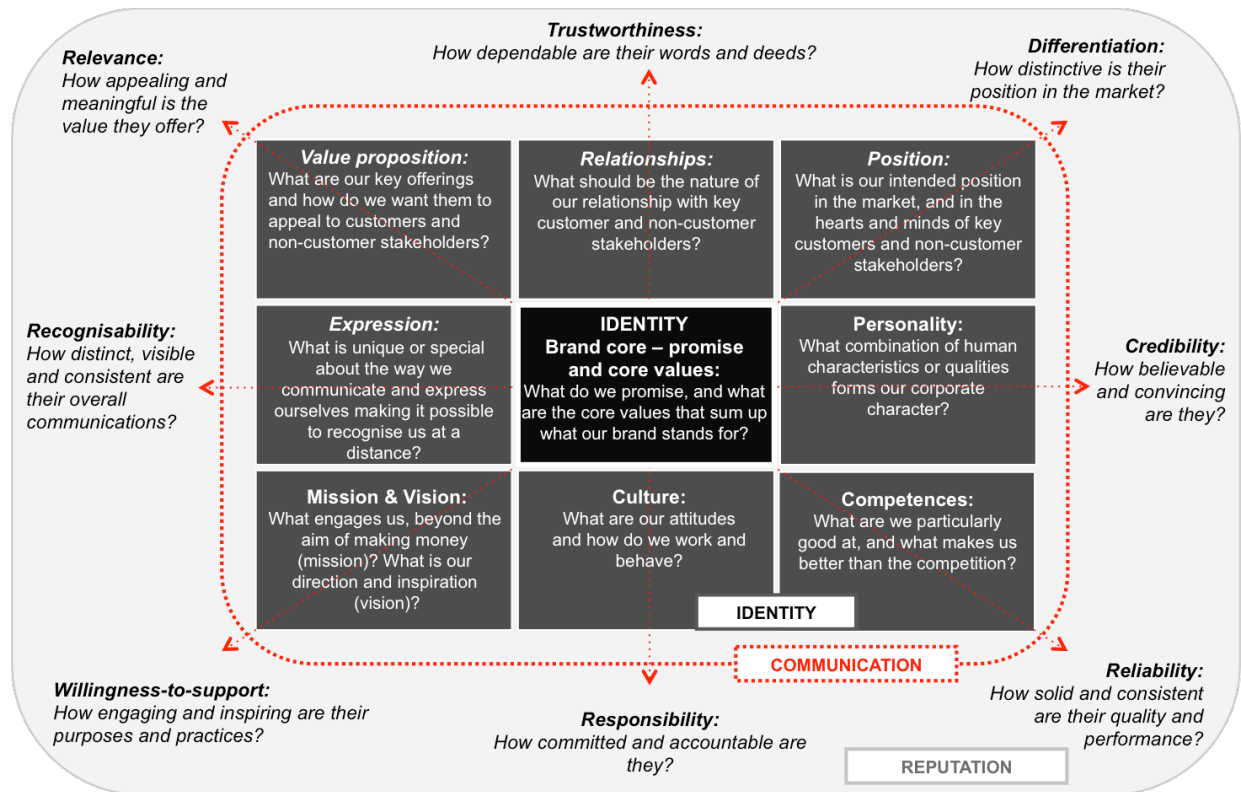 Trustworthiness:
How dependable are their words and deeds?
Relevance:
How appealing and
meaningful is the
value they offer?
Differentiation:
How distinctive is their
position in the market?
Value proposition:
What are our key offerings
and how do we want them to
appeal to customers and
non-customer stakeholders?
Relationships:
What should be the nature of
our relationship with key
customer and non-customer
stakeholders?
Position:
What is our intended position
in the market, and in the
hearts and minds of key
customers and non-customer
stakeholders?
Recognisability:
How distinct, visible
and consistent are
their overall
communications?
Expression:
What is unique or special
about the way we
communicate and express
ourselves making it possible
to recognise us at a
distance?
IDENTITY
Brand core – promise
and core values:
What do we promise, and what
are the core values that sum up
what our brand stands for?
Personality:
What combination of human
characteristics or qualities
forms our corporate
character?
Credibility:
How believable
and convincing
are they?
Mission & Vision:
What engages us, beyond the
aim of making money
(mission)? What is our
direction and inspiration
(vision)?
Culture:
What are our attitudes
and how do we work and
behave?
Competences:
What are we particularly
good at, and what makes us
better than the competition?
IDENTITY
COMMUNICATION
Willingness-to-support:
How engaging and inspiring are their
purposes and practices?
Responsibility:
How committed and accountable are
they?
Reliability:
How solid and consistent
are their quality and
performance?
REPUTATION